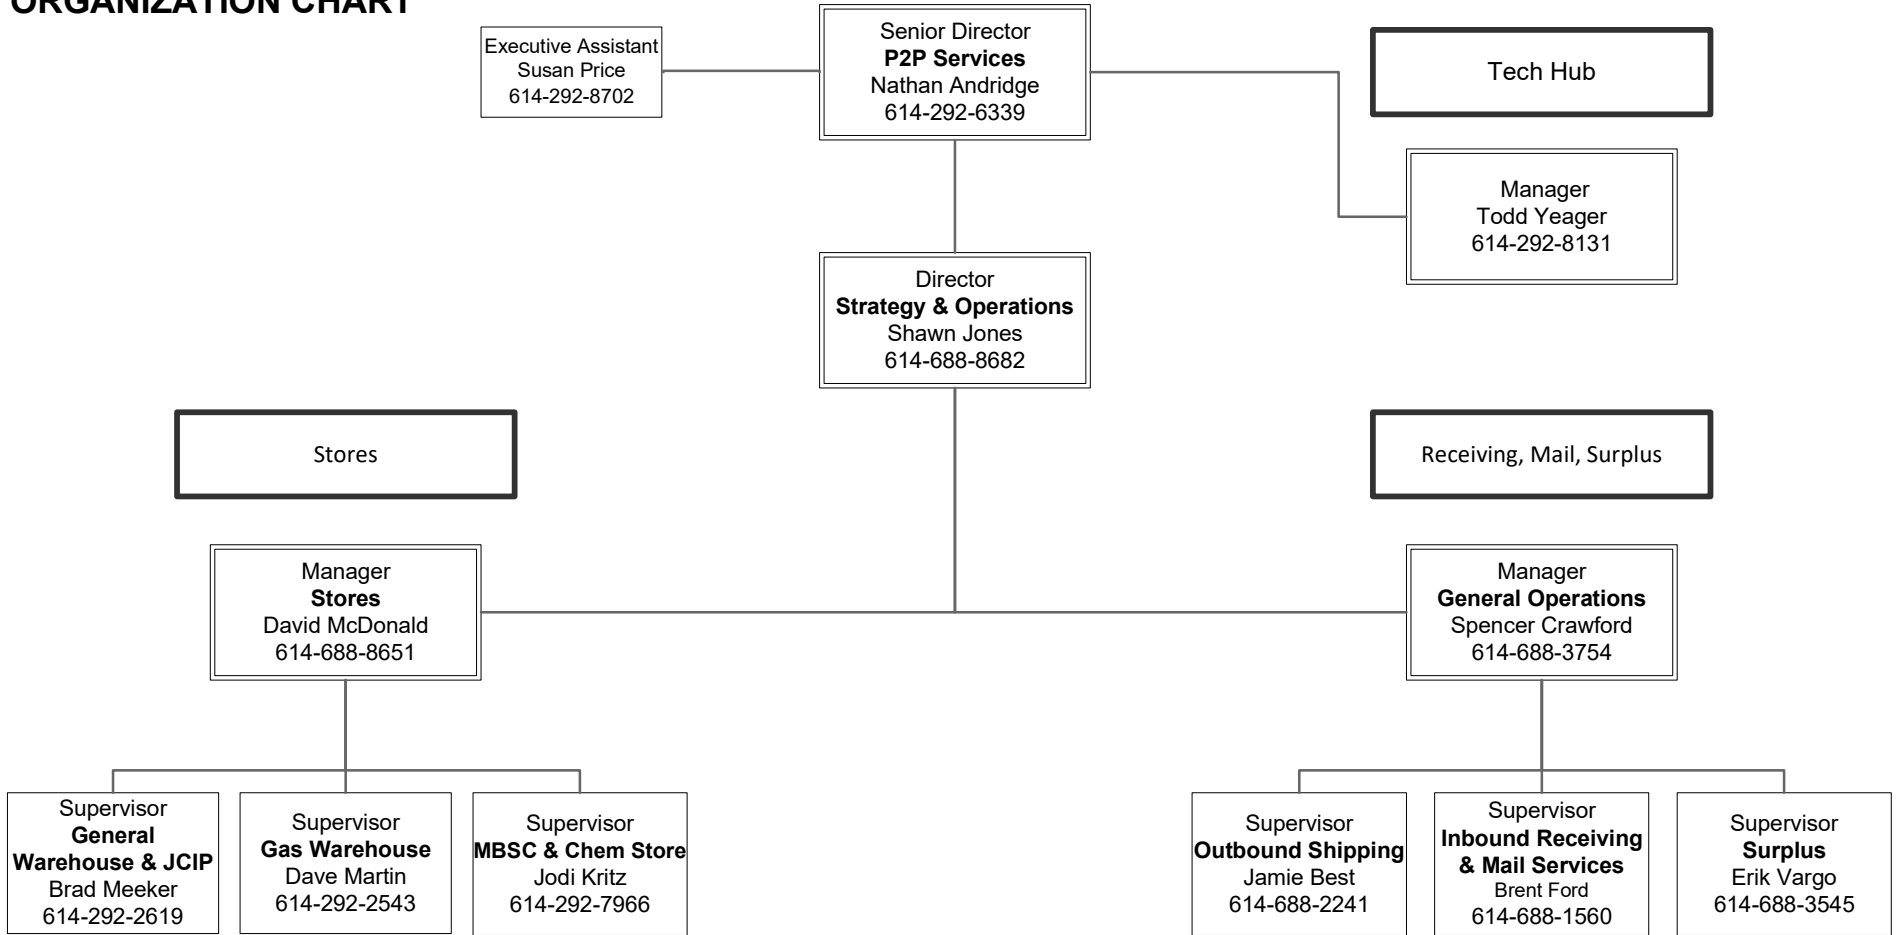 ORGANIZATION CHART
Executive Assistant
Susan Price
614-292-8702
Senior Director
P2P Services
Nathan Andridge
614-292-6339
Tech Hub
Manager
Todd Yeager
614-292-8131
Director
Strategy & Operations
Shawn Jones
614-688-8682
Stores
Receiving, Mail, Surplus
Manager
Stores
David McDonald
614-688-8651
Manager
General Operations
Spencer Crawford
614-688-3754
Supervisor
General
Warehouse & JCIP
Brad Meeker
614-292-2619
Supervisor
Gas Warehouse
Dave Martin
614-292-2543
Supervisor
MBSC & Chem Store
Jodi Kritz
614-292-7966
Supervisor
Outbound Shipping
Jamie Best
614-688-2241
Supervisor
Inbound Receiving
& Mail Services
Brent Ford
614-688-1560
Supervisor
Surplus
Erik Vargo
614-688-3545